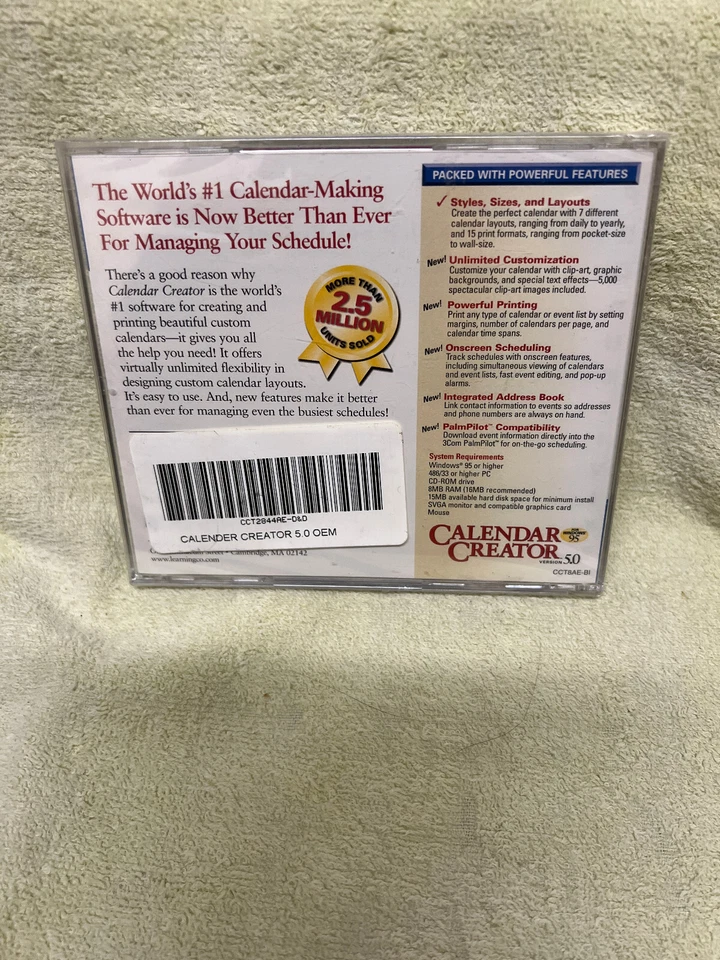 The World's #1 Calendar-Making
Software is Now Better Than Ever
For Managing Your Schedule!
There's a good reason why
Calendar Creator is the world's
#1 software for creating and
printing beautiful custom
calendars—it gives you all
the help you need! It offers
virtually unlimited flexibility in
designing custom calendar layouts.
It's easy to use. And, new features make it better
than ever for managing even the busiest schedules!
MORE THAN
2.5
MILLION
UNITS SOLD
CCT2844AE-D&D
CALENDER CREATOR 5.0 OEM
Street • Cambridge, MA 02142
www.learningco.com
PACKED WITH POWERFUL FEATURES
✓ Styles, Sizes, and Layouts
Create the perfect calendar with 7 different
calendar layouts, ranging from daily to yearly,
and 15 print formats, ranging from pocket-size
to wall-size.
New! Unlimited Customization
Customize your calendar with clip-art, graphic
backgrounds, and special text effects—5,000
spectacular clip-art images included.
New! Powerful Printing
Print any type of calendar or event list by setting
margins, number of calendars per page, and
calendar time spans.
New! Onscreen Scheduling
Track schedules with onscreen features,
including simultaneous viewing of calendars
and event lists, fast event editing, and pop-up
alarms.
New! Integrated Address Book
Link contact information to events so addresses
and phone numbers are always on hand.
New! PalmPilot™ Compatibility
Download event information directly into the
3Com PalmPilot™ for on-the-go scheduling.
System Requirements
Windows® 95 or higher
486/33 or higher PC
CD-ROM drive
8MB RAM (16MB recommended)
15MB available hard disk space for minimum install
SVGA monitor and compatible graphics card
Mouse
CALENDAR
CREATOR
FOR
WINDOWS
95
VERSION 5.0
CCT8AE-BI